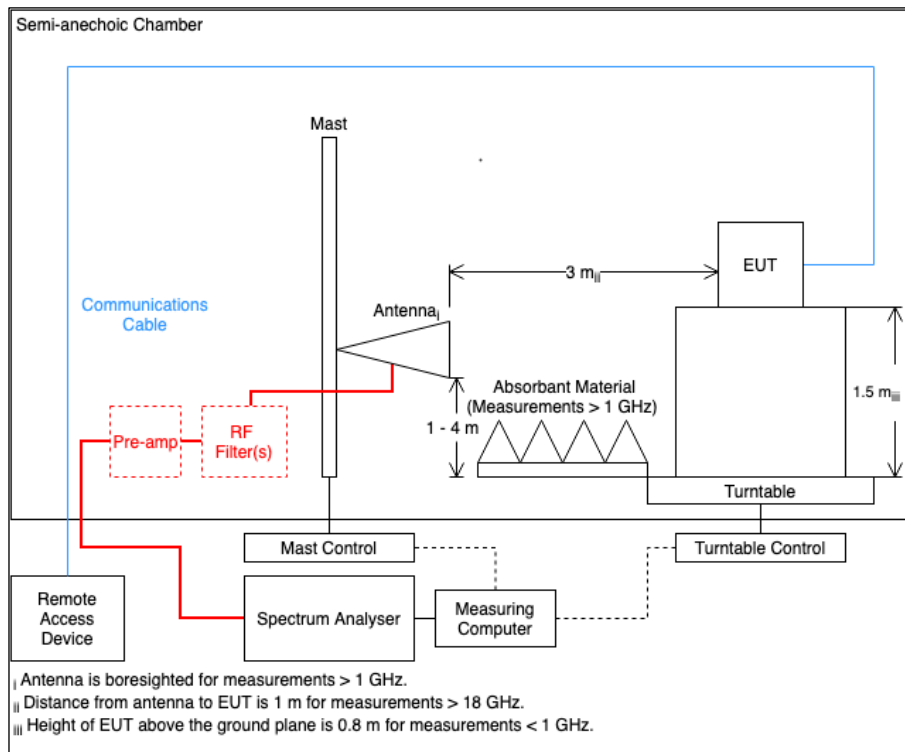 Semi-anechoic Chamber
Mast
EUT
3 m ii
Communications
Cable
Antenna i
Absorbant Material
(Measurements > 1 GHz)
1.5 m iii
1 - 4 m
Pre-amp
RF
Filter(s)
Turntable
Mast Control
Turntable Control
Remote
Access
Device
Spectrum Analyser
Measuring
Computer
i Antenna is boresighted for measurements > 1 GHz.
ii Distance from antenna to EUT is 1 m for measurements > 18 GHz.
iii Height of EUT above the ground plane is 0.8 m for measurements < 1 GHz.